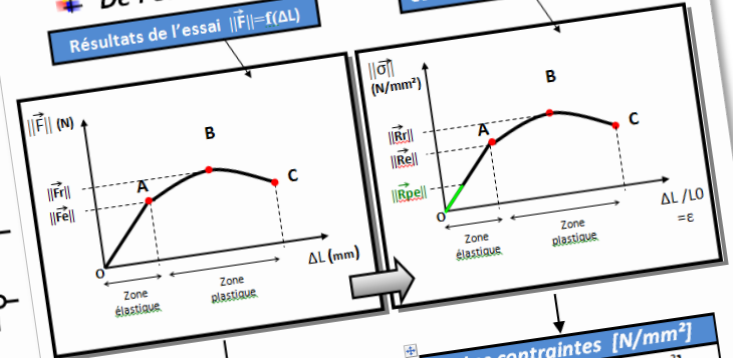 Résultats de l'essai ||F||=f(ΔL)
||F|| (N)
B
A
C
||Fr||
||Fe||
O
ΔL (mm)
Zone
élastique
Zone
plastique
||σ||
(N/mm²)
B
A
C
||Rr||
||Re||
||Rpe||
O
ΔL /L0
=ε
Zone
élastique
Zone
plastique
contraintes [N/mm²]